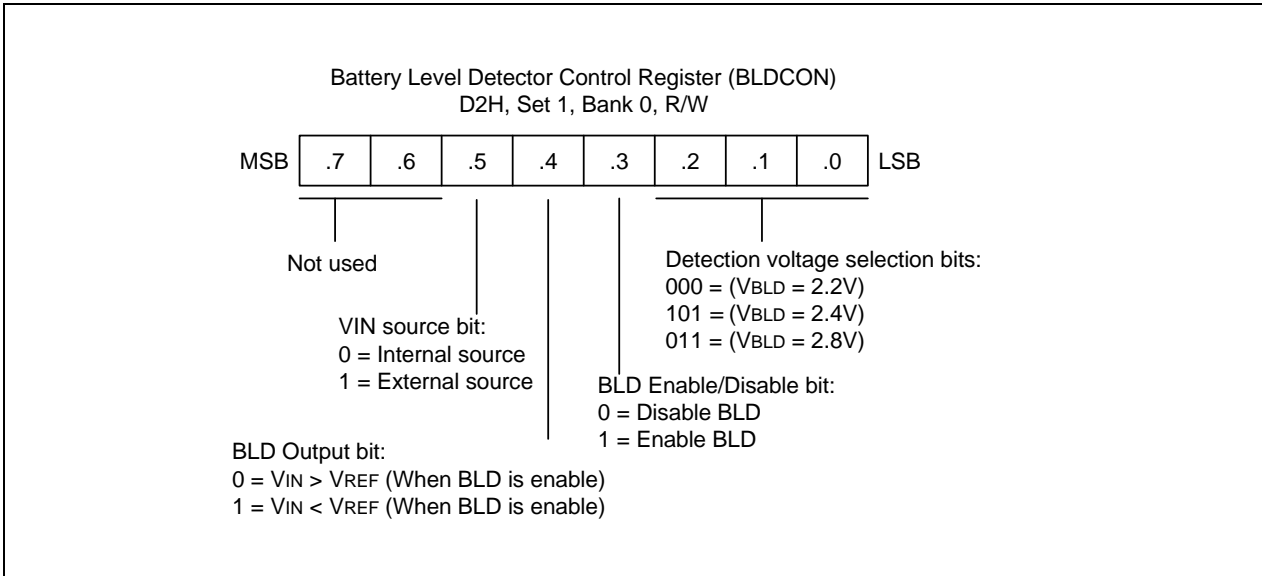 Battery Level Detector Control Register (BLDCON)
D2H, Set 1, Bank 0, R/W
MSB .7 .6 .5 .4 .3 .2 .1 .0 LSB
Not used
VIN source bit:
0 = Internal source
1 = External source
BLD Output bit:
0 = VIN > VREF (When BLD is enable)
1 = VIN < VREF (When BLD is enable)
BLD Enable/Disable bit:
0 = Disable BLD
1 = Enable BLD
Detection voltage selection bits:
000 = (VBLD = 2.2V)
101 = (VBLD = 2.4V)
011 = (VBLD = 2.8V)